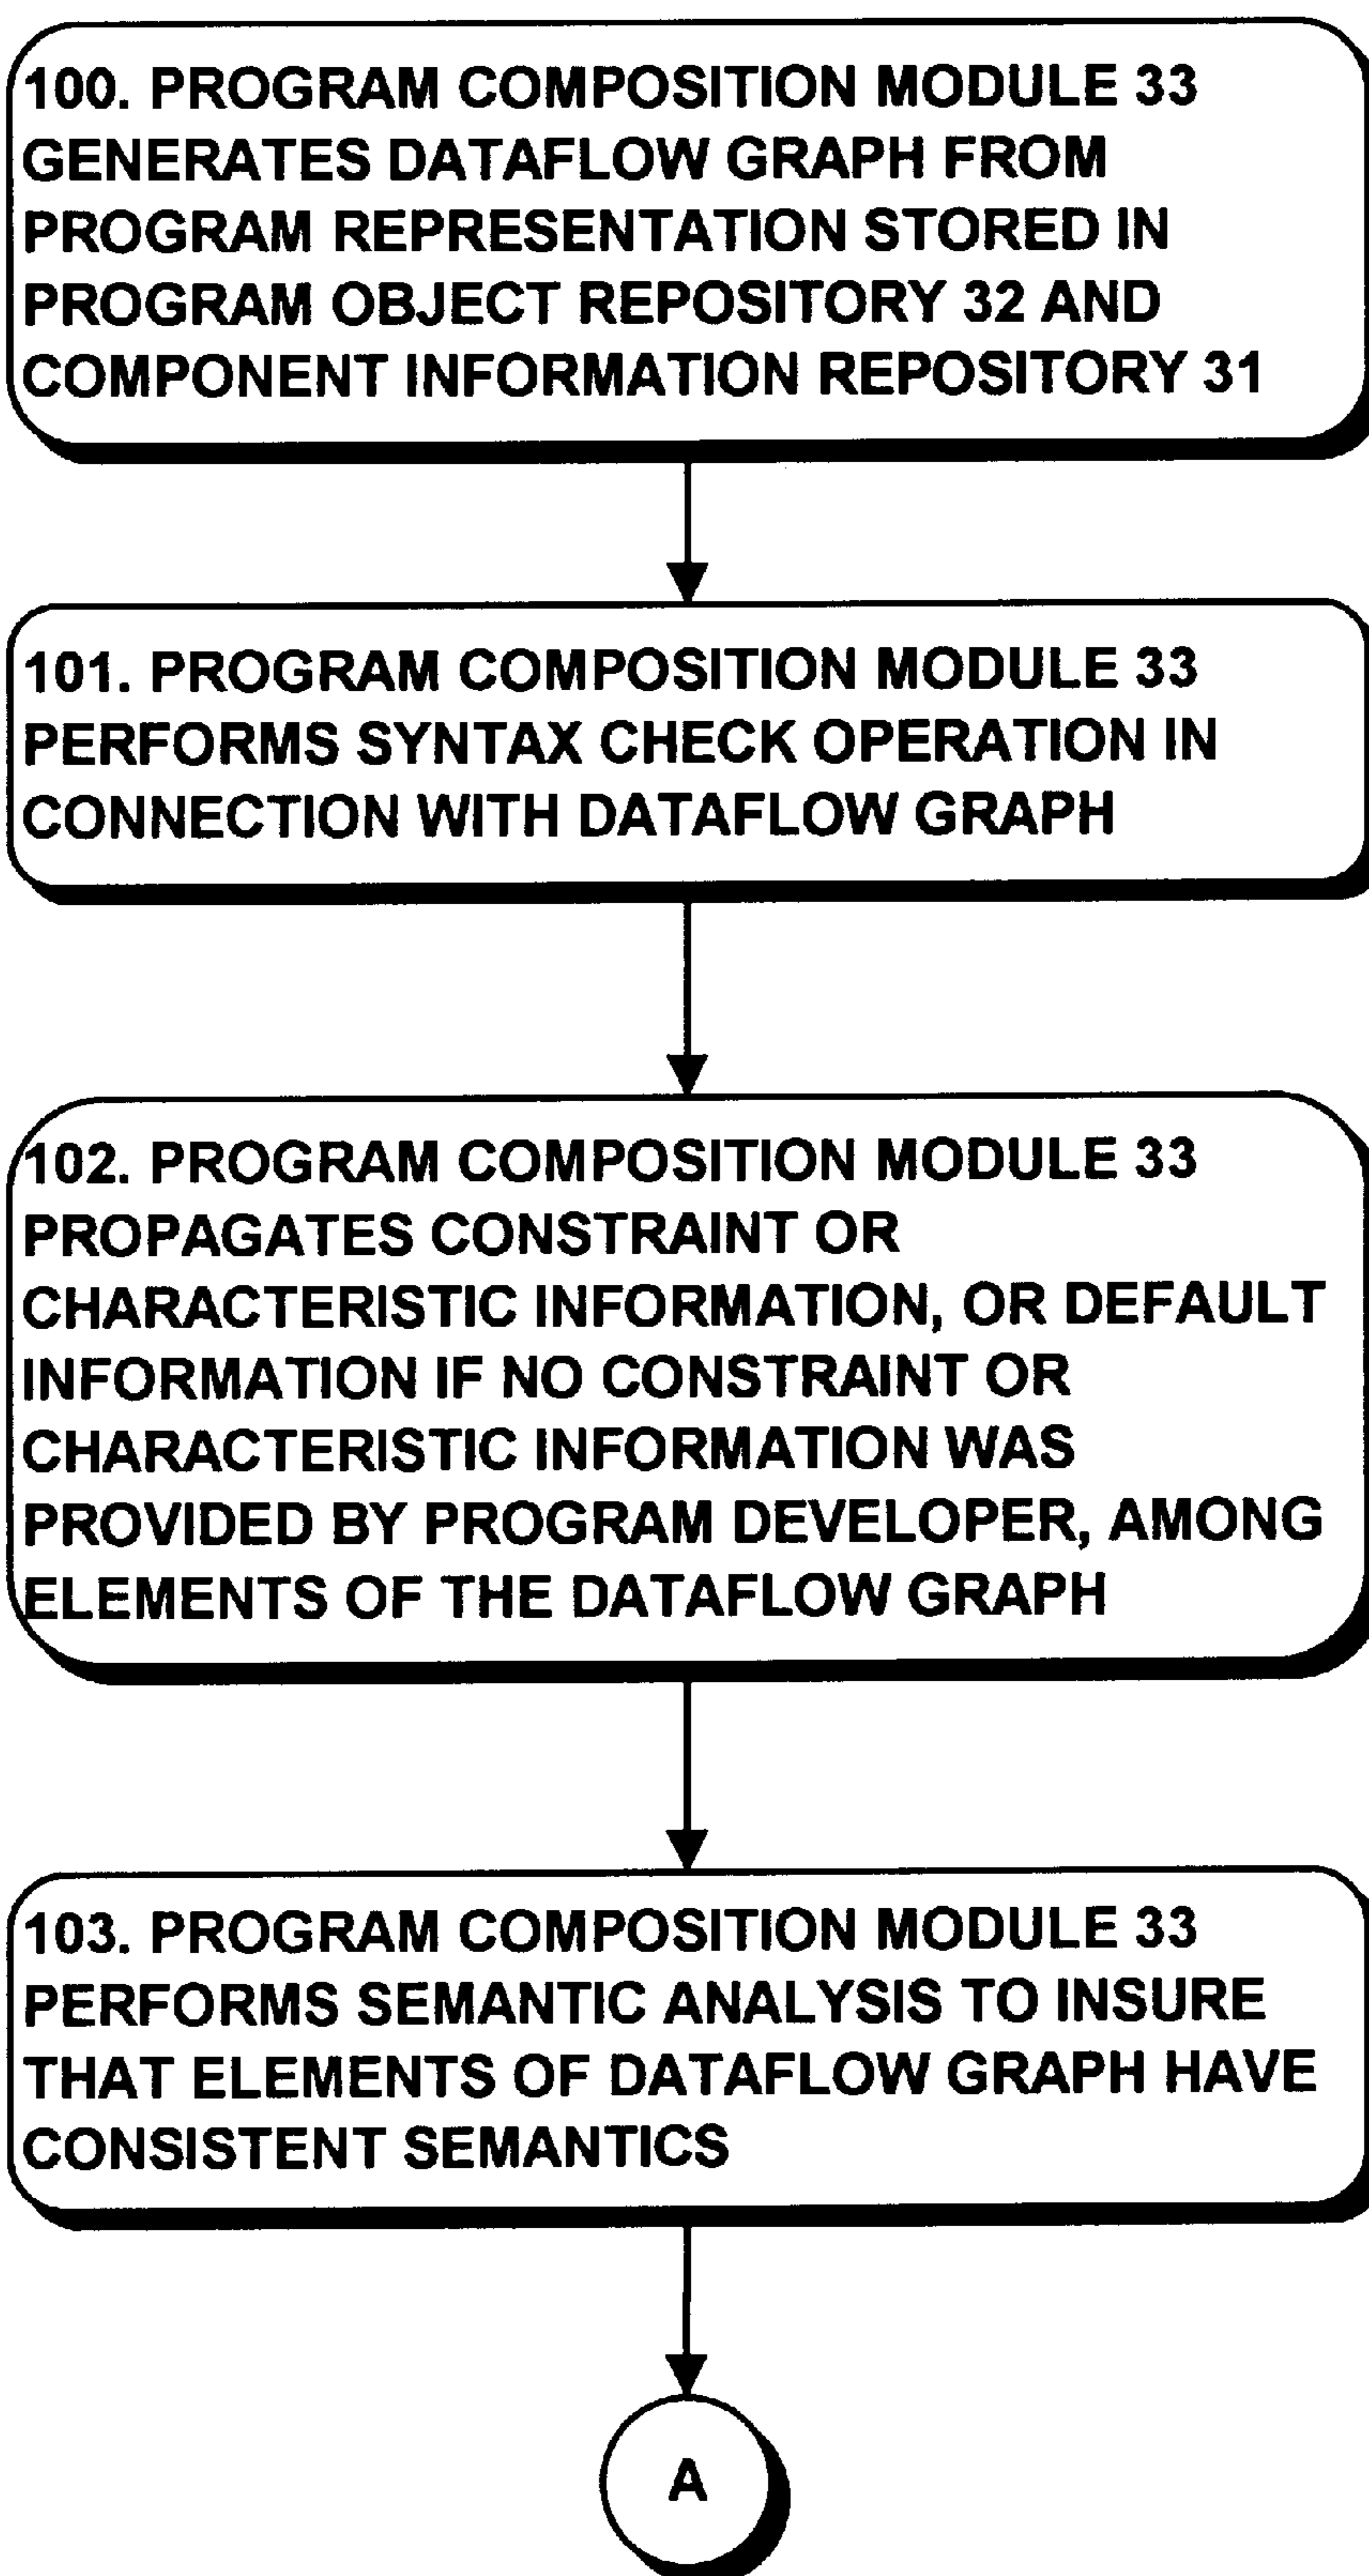 100. PROGRAM COMPOSITION MODULE 33
GENERATES DATAFLOW GRAPH FROM
PROGRAM REPRESENTATION STORED IN
PROGRAM OBJECT REPOSITORY 32 AND
COMPONENT INFORMATION REPOSITORY 31
101. PROGRAM COMPOSITION MODULE 33
PERFORMS SYNTAX CHECK OPERATION IN
CONNECTION WITH DATAFLOW GRAPH
102. PROGRAM COMPOSITION MODULE 33
PROPAGATES CONSTRAINT OR
CHARACTERISTIC INFORMATION, OR DEFAULT
INFORMATION IF NO CONSTRAINT OR
CHARACTERISTIC INFORMATION WAS
PROVIDED BY PROGRAM DEVELOPER, AMONG
ELEMENTS OF THE DATAFLOW GRAPH
103. PROGRAM COMPOSITION MODULE 33
PERFORMS SEMANTIC ANALYSIS TO INSURE
THAT ELEMENTS OF DATAFLOW GRAPH HAVE
CONSISTENT SEMANTICS
A